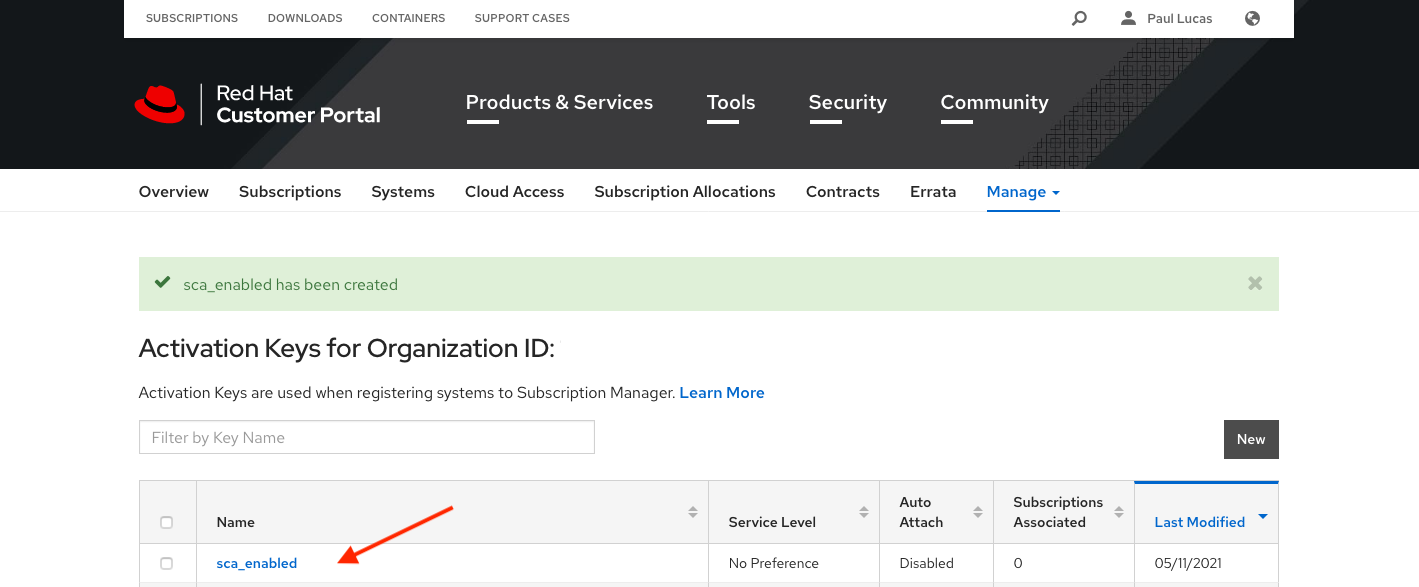 SUBSCRIPTIONS DOWNLOADS CONTAINERS SUPPORT CASES Paul Lucas
Red Hat
Customer Portal
Products & Services Tools Security Community
Overview Subscriptions Systems Cloud Access Subscription Allocations Contracts Errata Manage
sca_enabled has been created
Activation Keys for Organization ID:
Activation Keys are used when registering systems to Subscription Manager. Learn More
Filter by Key Name
New
Name Service Level Auto Attach Subscriptions Associated Last Modified
sca_enabled No Preference Disabled 0 05/11/2021